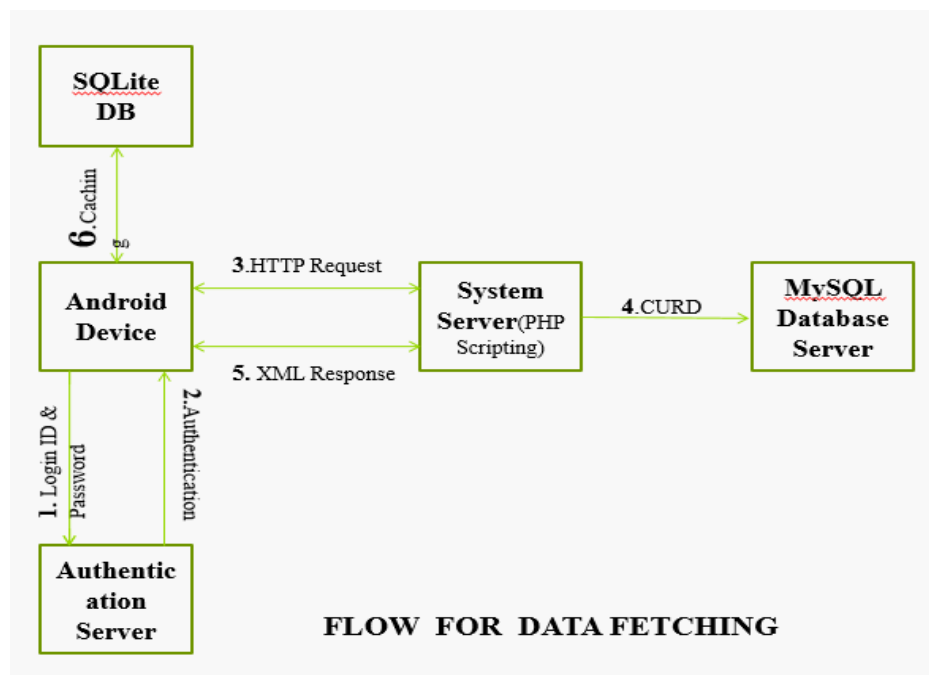 SQLite
DB
6.Cachin
g
3.HTTP Request
Android
Device
System
Server(PHP
Scripting)
4.CURD
MySQL
Database
Server
5. XML Response
1. Login ID &
Password
2.Authentication
Authentic
ation
Server
FLOW FOR DATA FETCHING